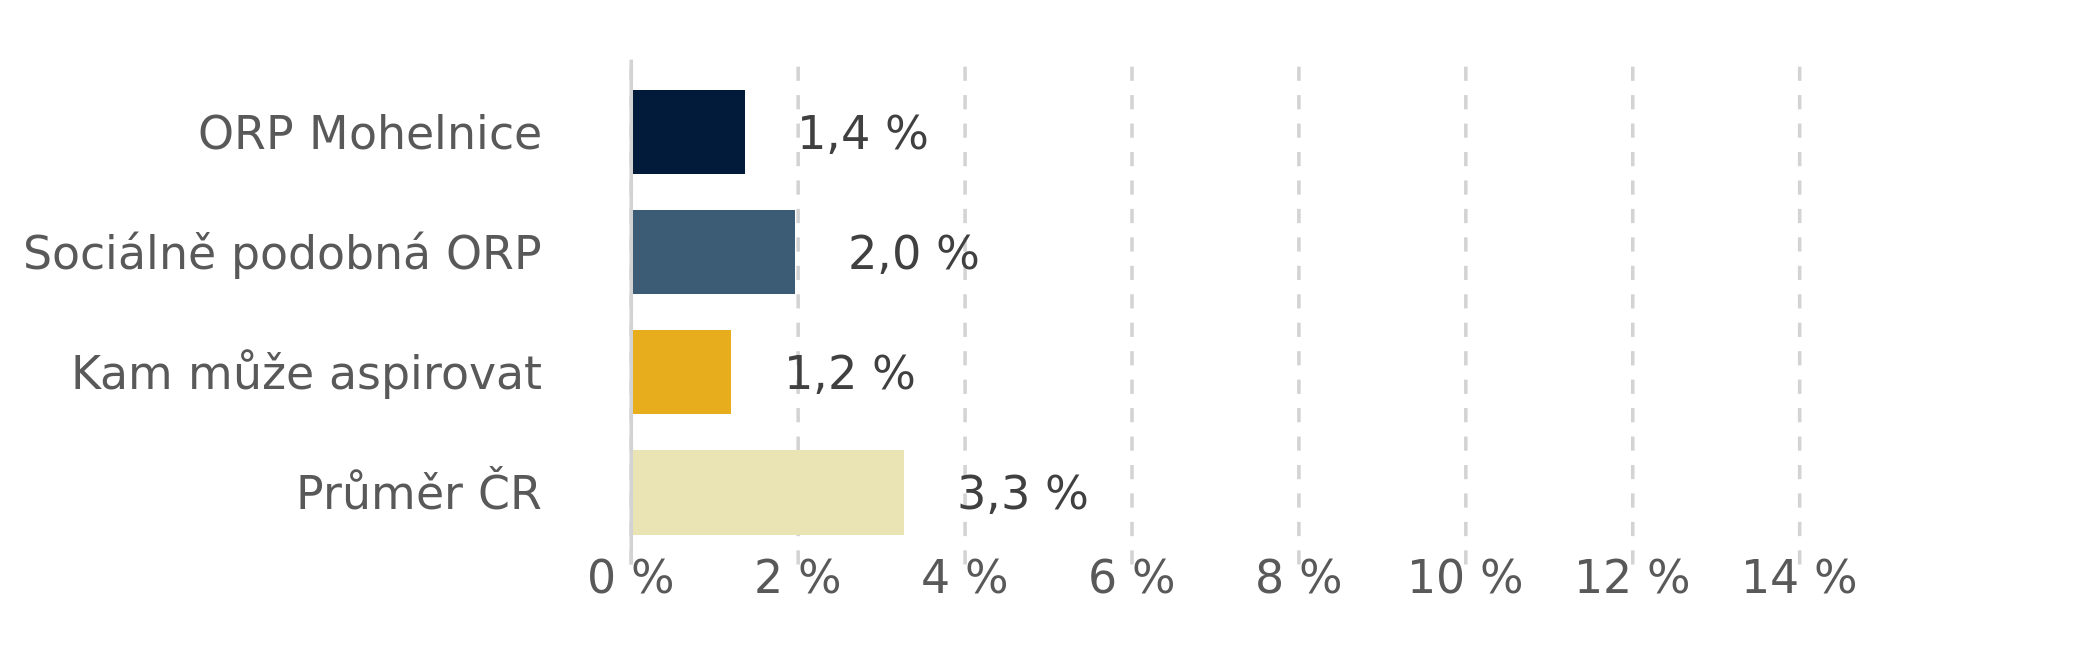 ORP Mohelnice 1,4 %
Sociálně podobná ORP 2,0 %
Kam může aspirovat 1,2 %
Průměr ČR 3,3 %
0 % 2 % 4 % 6 % 8 % 10 % 12 % 14 %